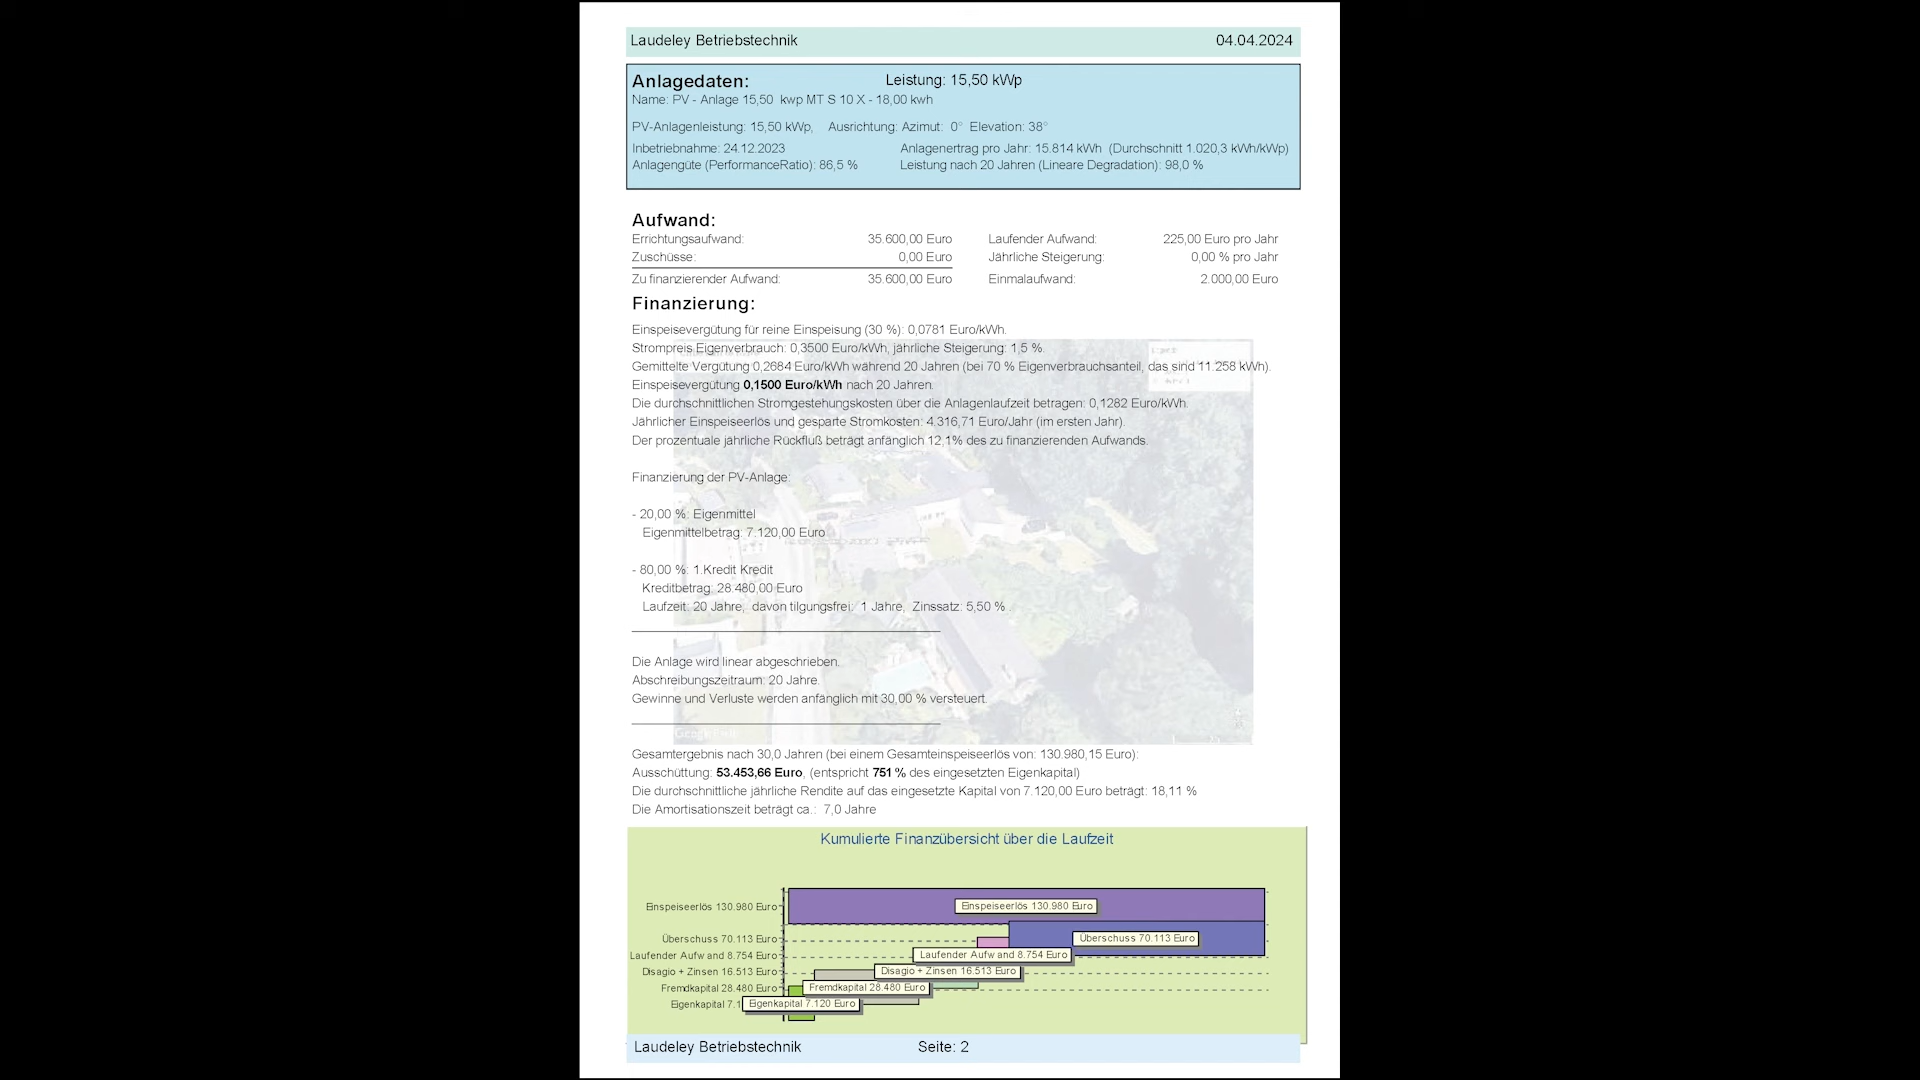 Laudeley Betriebstechnik 04.04.2024
Anlagedaten: Leistung: 15,50 kWp
Name: PV - Anlage 15,50 kwp MT S 10 X - 18,00 kwh
PV-Anlagenleistung: 15,50 kWp, Ausrichtung: Azimut: 0° Elevation: 38°
Inbetriebnahme: 24.12.2023 Anlagenertrag pro Jahr: 15.814 kWh (Durchschnitt 1.020,3 kWh/kWp)
Anlagengüte (PerformanceRatio): 86,5 % Leistung nach 20 Jahren (Lineare Degradation): 98,0 %
Aufwand:
Errichtungsaufwand: 35.600,00 Euro Laufender Aufwand: 225,00 Euro pro Jahr
Zuschüsse: 0,00 Euro Jährliche Steigerung: 0,00 % pro Jahr
Zu finanzierender Aufwand: 35.600,00 Euro Einmalaufwand: 2.000,00 Euro
Finanzierung:
Einspeisevergütung für reine Einspeisung (30 %): 0,0781 Euro/kWh.
Strompreis Eigenverbrauch: 0,3500 Euro/kWh, jährliche Steigerung: 1,5 %.
Gemittelte Vergütung 0,2684 Euro/kWh während 20 Jahren (bei 70 % Eigenverbrauchsanteil, das sind 11.258 kWh).
Einspeisevergütung 0,1500 Euro/kWh nach 20 Jahren.
Die durchschnittlichen Stromgestehungskosten über die Anlagenlaufzeit betragen: 0,1282 Euro/kWh.
Jährlicher Einspeiseerlös und gesparte Stromkosten: 4.316,71 Euro/Jahr (im ersten Jahr).
Der prozentuale jährliche Rückfluß beträgt anfänglich 12,1% des zu finanzierenden Aufwands.
Finanzierung der PV-Anlage:
- 20,00 %: Eigenmittel
Eigenmittelbetrag: 7.120,00 Euro
- 80,00 %: 1.Kredit Kredit
Kreditbetrag: 28.480,00 Euro
Laufzeit: 20 Jahre, davon tilgungsfrei: 1 Jahre, Zinssatz: 5,50 % .
Die Anlage wird linear abgeschrieben.
Abschreibungszeitraum: 20 Jahre.
Gewinne und Verluste werden anfänglich mit 30,00 % versteuert.
Gesamtergebnis nach 30,0 Jahren (bei einem Gesamteinspeiseerlös von: 130.980,15 Euro):
Ausschüttung: 53.453,66 Euro, (entspricht 751 % des eingesetzten Eigenkapital)
Die durchschnittliche jährliche Rendite auf das eingesetzte Kapital von 7.120,00 Euro beträgt: 18,11 %
Die Amortisationszeit beträgt ca.: 7,0 Jahre
Kumulierte Finanzübersicht über die Laufzeit
Einspeiseerlös 130.980 Euro Einspeiseerlös 130.980 Euro
Überschuss 70.113 Euro Überschuss 70.113 Euro
Laufender Aufw and 8.754 Euro Laufender Aufw and 8.754 Euro
Disagio + Zinsen 16.513 Euro Disagio + Zinsen 16.513 Euro
Fremdkapital 28.480 Euro Fremdkapital 28.480 Euro
Eigenkapital 7.1 Eigenkapital 7.120 Euro
Laudeley Betriebstechnik Seite: 2